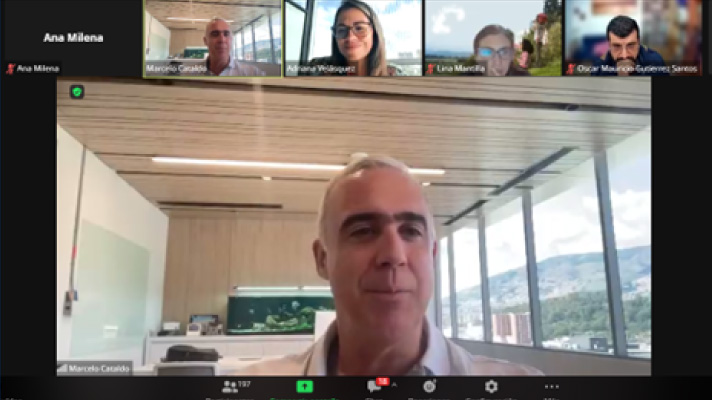 Ana Milena
Ana Milena
Marcelo Cataldo
Adriana Velásquez
Lina Mantilla
Oscar Mauricio Gutierrez Santos
Marcelo Cataldo
197
18